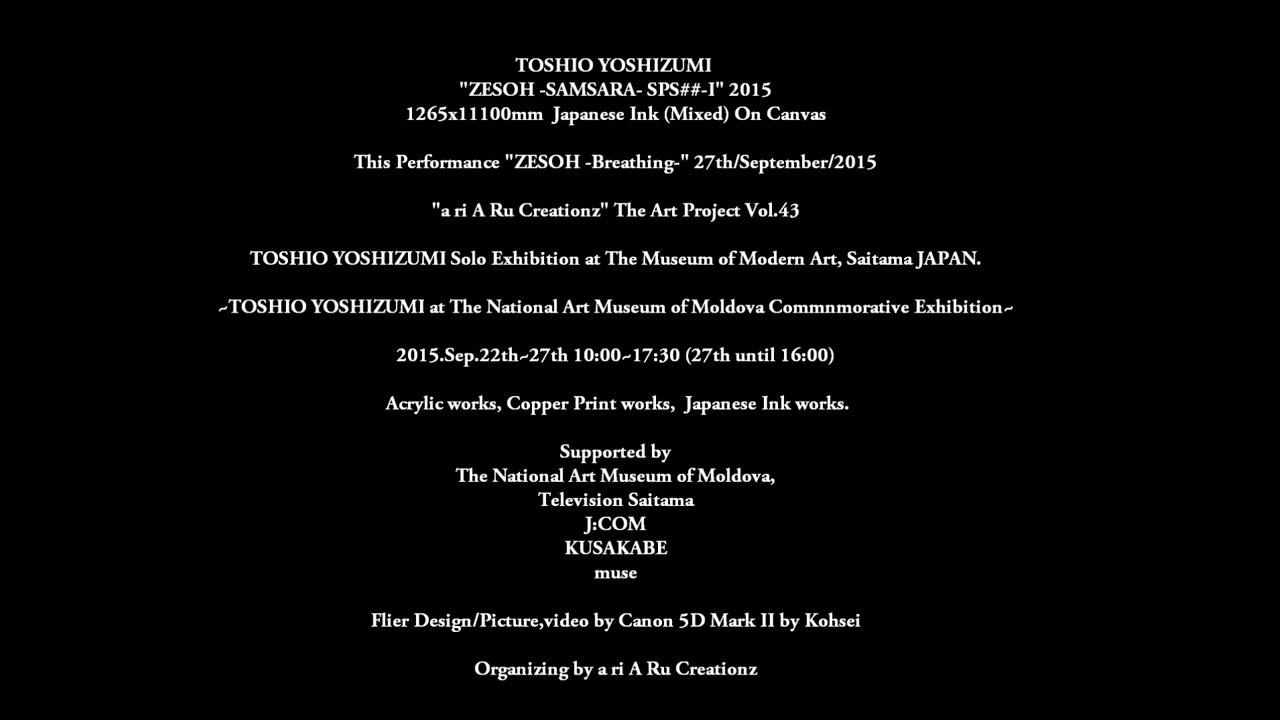 TOSHIO YOSHIZUMI
"ZESOH -SAMSARA- SPS##-I" 2015
1265x11100mm  Japanese Ink (Mixed) On Canvas
This Performance "ZESOH -Breathing-" 27th/September/2015
"a ri A Ru Creationz" The Art Project Vol.43
TOSHIO YOSHIZUMI Solo Exhibition at The Museum of Modern Art, Saitama JAPAN.
~TOSHIO YOSHIZUMI at The National Art Museum of Moldova Commnmorative Exhibition~
2015.Sep.22th~27th 10:00~17:30 (27th until 16:00)
Acrylic works, Copper Print works,  Japanese Ink works.
Supported by
The National Art Museum of Moldova,
Television Saitama
J:COM
KUSAKABE
muse
Flier Design/Picture,video by Canon 5D Mark II by Kohsei
Organizing by a ri A Ru Creationz